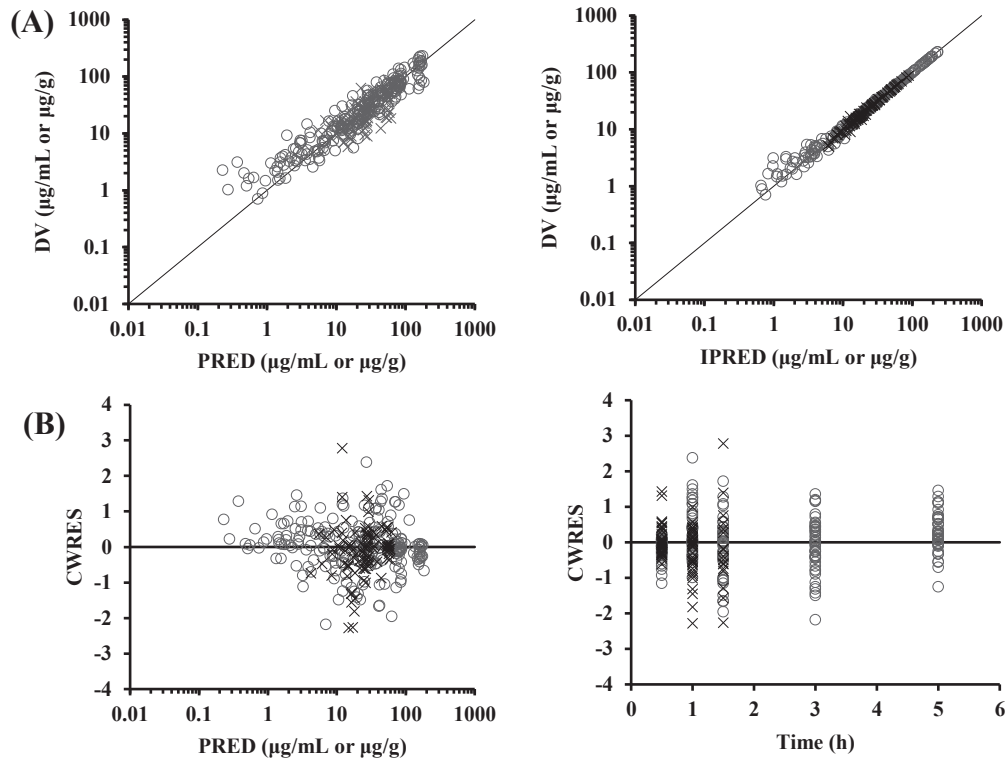 (A)
DV (µg/mL or µg/g)
1000
100
10
1
0.1
0.01
0.01 0.1 1 10 100 1000
PRED (µg/mL or µg/g)
DV (µg/mL or µg/g)
1000
100
10
1
0.1
0.01
0.01 0.1 1 10 100 1000
IPRED (µg/mL or µg/g)
(B)
CWRES
4
3
2
1
0
-1
-2
-3
-4
0.01 0.1 1 10 100 1000
PRED (µg/mL or µg/g)
CWRES
4
3
2
1
0
-1
-2
-3
-4
0 1 2 3 4 5 6
Time (h)